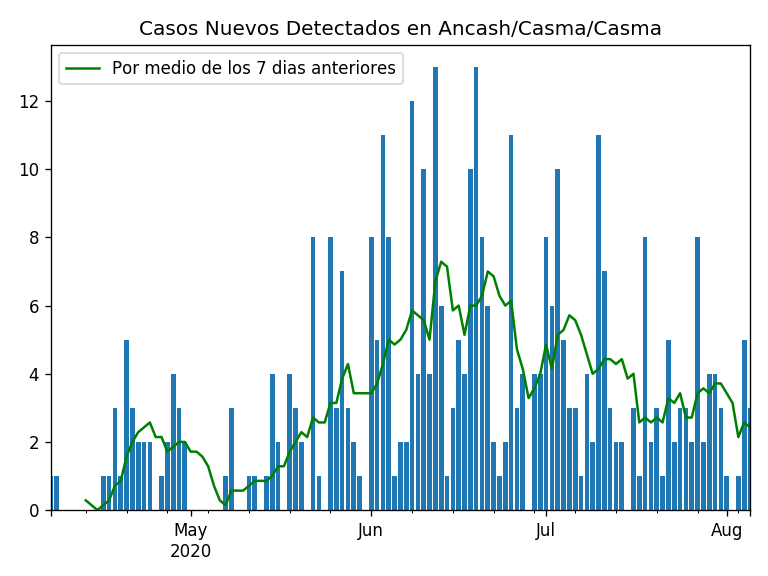 Casos Nuevos Detectados en Ancash/Casma/Casma
Por medio de los 7 dias anteriores
12
10
8
6
4
2
0
May
2020
Jun
Jul
Aug